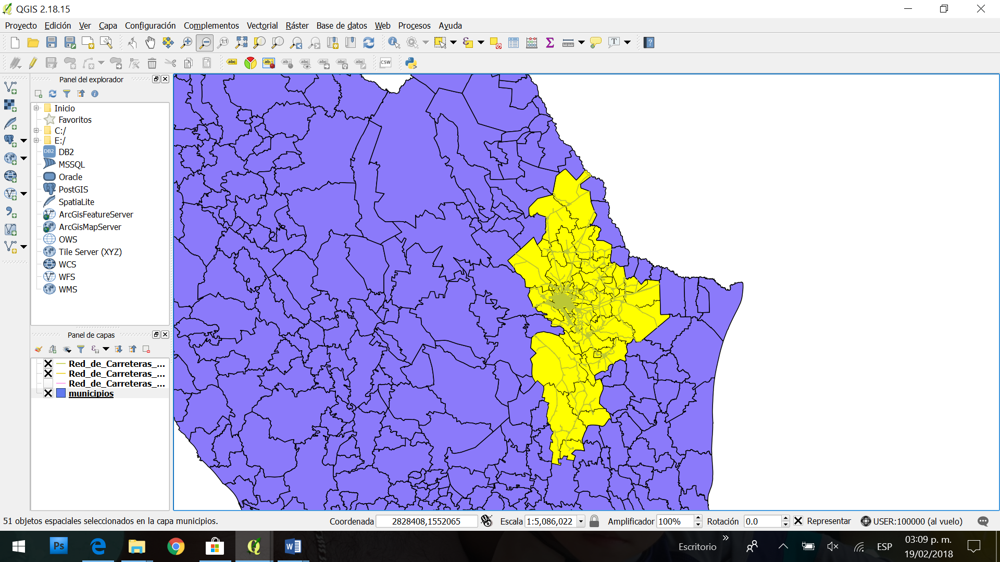 QGIS 2.18.15
Proyecto Edición Ver Capa Configuración Complementos Vectorial Ráster Base de datos Web Procesos Ayuda
Panel del explorador
Inicio
Favoritos
C:/
E:/
DB2
MSSQL
Oracle
PostGIS
SpatiaLite
ArcGisFeatureServer
ArcGisMapServer
OWS
Tile Server (XYZ)
WCS
WFS
WMS
Panel de capas
Red_de_Carreteras_...
Red_de_Carreteras_...
Red_de_Carreteras_...
municipios
51 objetos espaciales seleccionados en la capa municipios. Coordenada 2828408,1552065 Escala 1:5,086,022 Amplificador 100% Rotación 0.0 Representar USER:100000 (al vuelo)
Ps Escritorio ESP 03:09 p. m.
19/02/2018